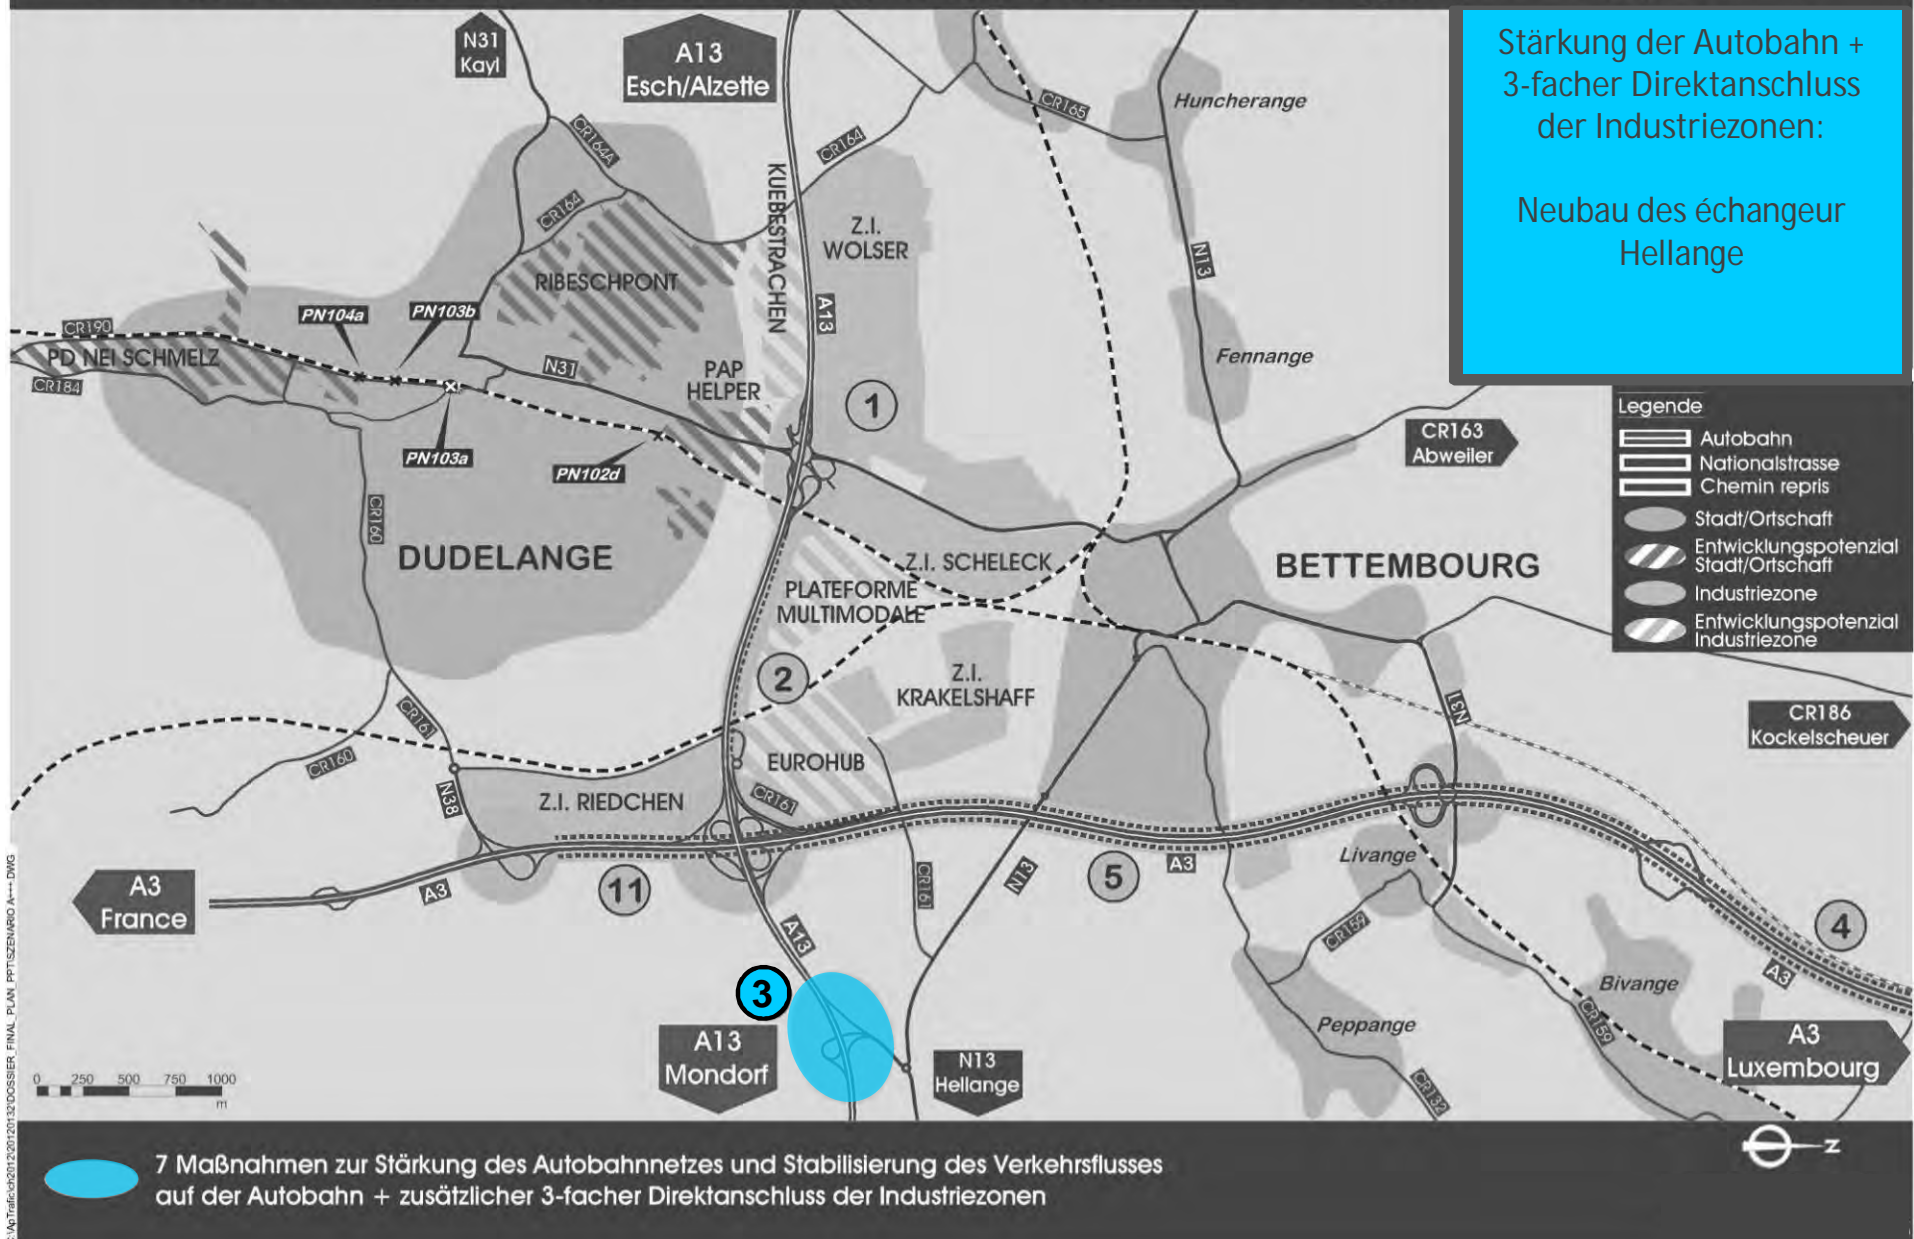 N31
Kayl
A13
Esch/Alzette
Stärkung der Autobahn +
3-facher Direktanschluss
der Industriezonen:
Neubau des échangeur
Hellange
CR165
Huncherange
CR164A
CR164
CR164
KUEBESTRACHEN
Z.I.
WOLSER
N13
RIBESCHPONT
A13
PN104a
PN103b
CR190
PD NEI SCHMELZ
CR184
N31
PAP
HELPER
Fennange
1
Legende
Autobahn
Nationalstrasse
Chemin repris
Stadt/Ortschaft
Entwicklungspotenzial
Stadt/Ortschaft
Industriezone
Entwicklungspotenzial
Industriezone
CR163
Abweiler
PN103a
PN102d
CR160
DUDELANGE
Z.I. SCHELECK
BETTEMBOURG
PLATEFORME
MULTIMODALE
2
Z.I.
KRAKELSHAFF
N31
CR186
Kockelscheuer
CR161
CR160
EUROHUB
N38
Z.I. RIEDCHEN
CR161
A3
France
A3
11
CR161
N13
5
A3
Livange
4
A13
CR159
A3
Bivange
3
A13
Mondorf
N13
Hellange
Peppange
CR159
CR132
A3
Luxembourg
0 250 500 750 1000
m
Z
7 Maßnahmen zur Stärkung des Autobahnnetzes und Stabilisierung des Verkehrsflusses
auf der Autobahn + zusätzlicher 3-facher Direktanschluss der Industriezonen